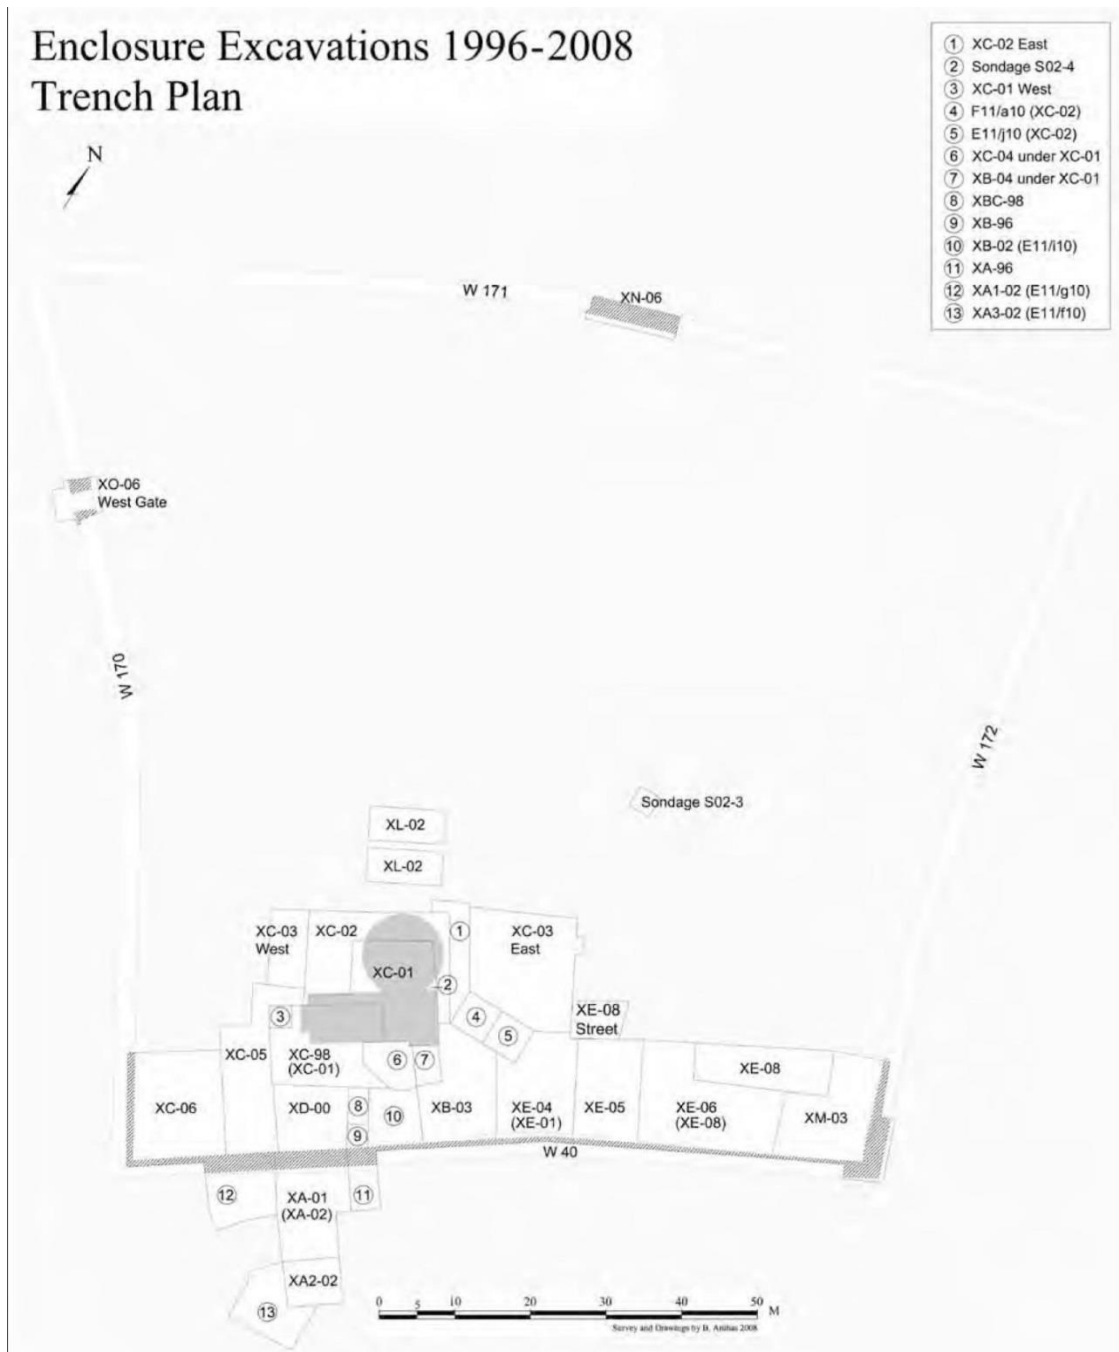 Enclosure Excavations 1996-2008
Trench Plan
N
1 XC-02 East
2 Sondage S02-4
3 XC-01 West
4 F11/a10 (XC-02)
5 E11/j10 (XC-02)
6 XC-04 under XC-01
7 XB-04 under XC-01
8 XBC-98
9 XB-96
10 XB-02 (E11/i10)
11 XA-96
12 XA1-02 (E11/g10)
13 XA3-02 (E11/f10)
W 171
XN-06
XO-06
West Gate
W 170
W 172
Sondage S02-3
XL-02
XL-02
XC-03
West
XC-02
1
XC-03
East
XC-01
2
3
4
5
XE-08
Street
XC-05
XC-98
(XC-01)
6
7
XE-08
XC-06
XD-00
8
9
10
XB-03
XE-04
(XE-01)
XE-05
XE-06
(XE-08)
XM-03
W 40
12
XA-01
(XA-02)
11
XA2-02
13
0 5 10 20 30 40 50 M
Survey and Drawings by B. Anthas 2008